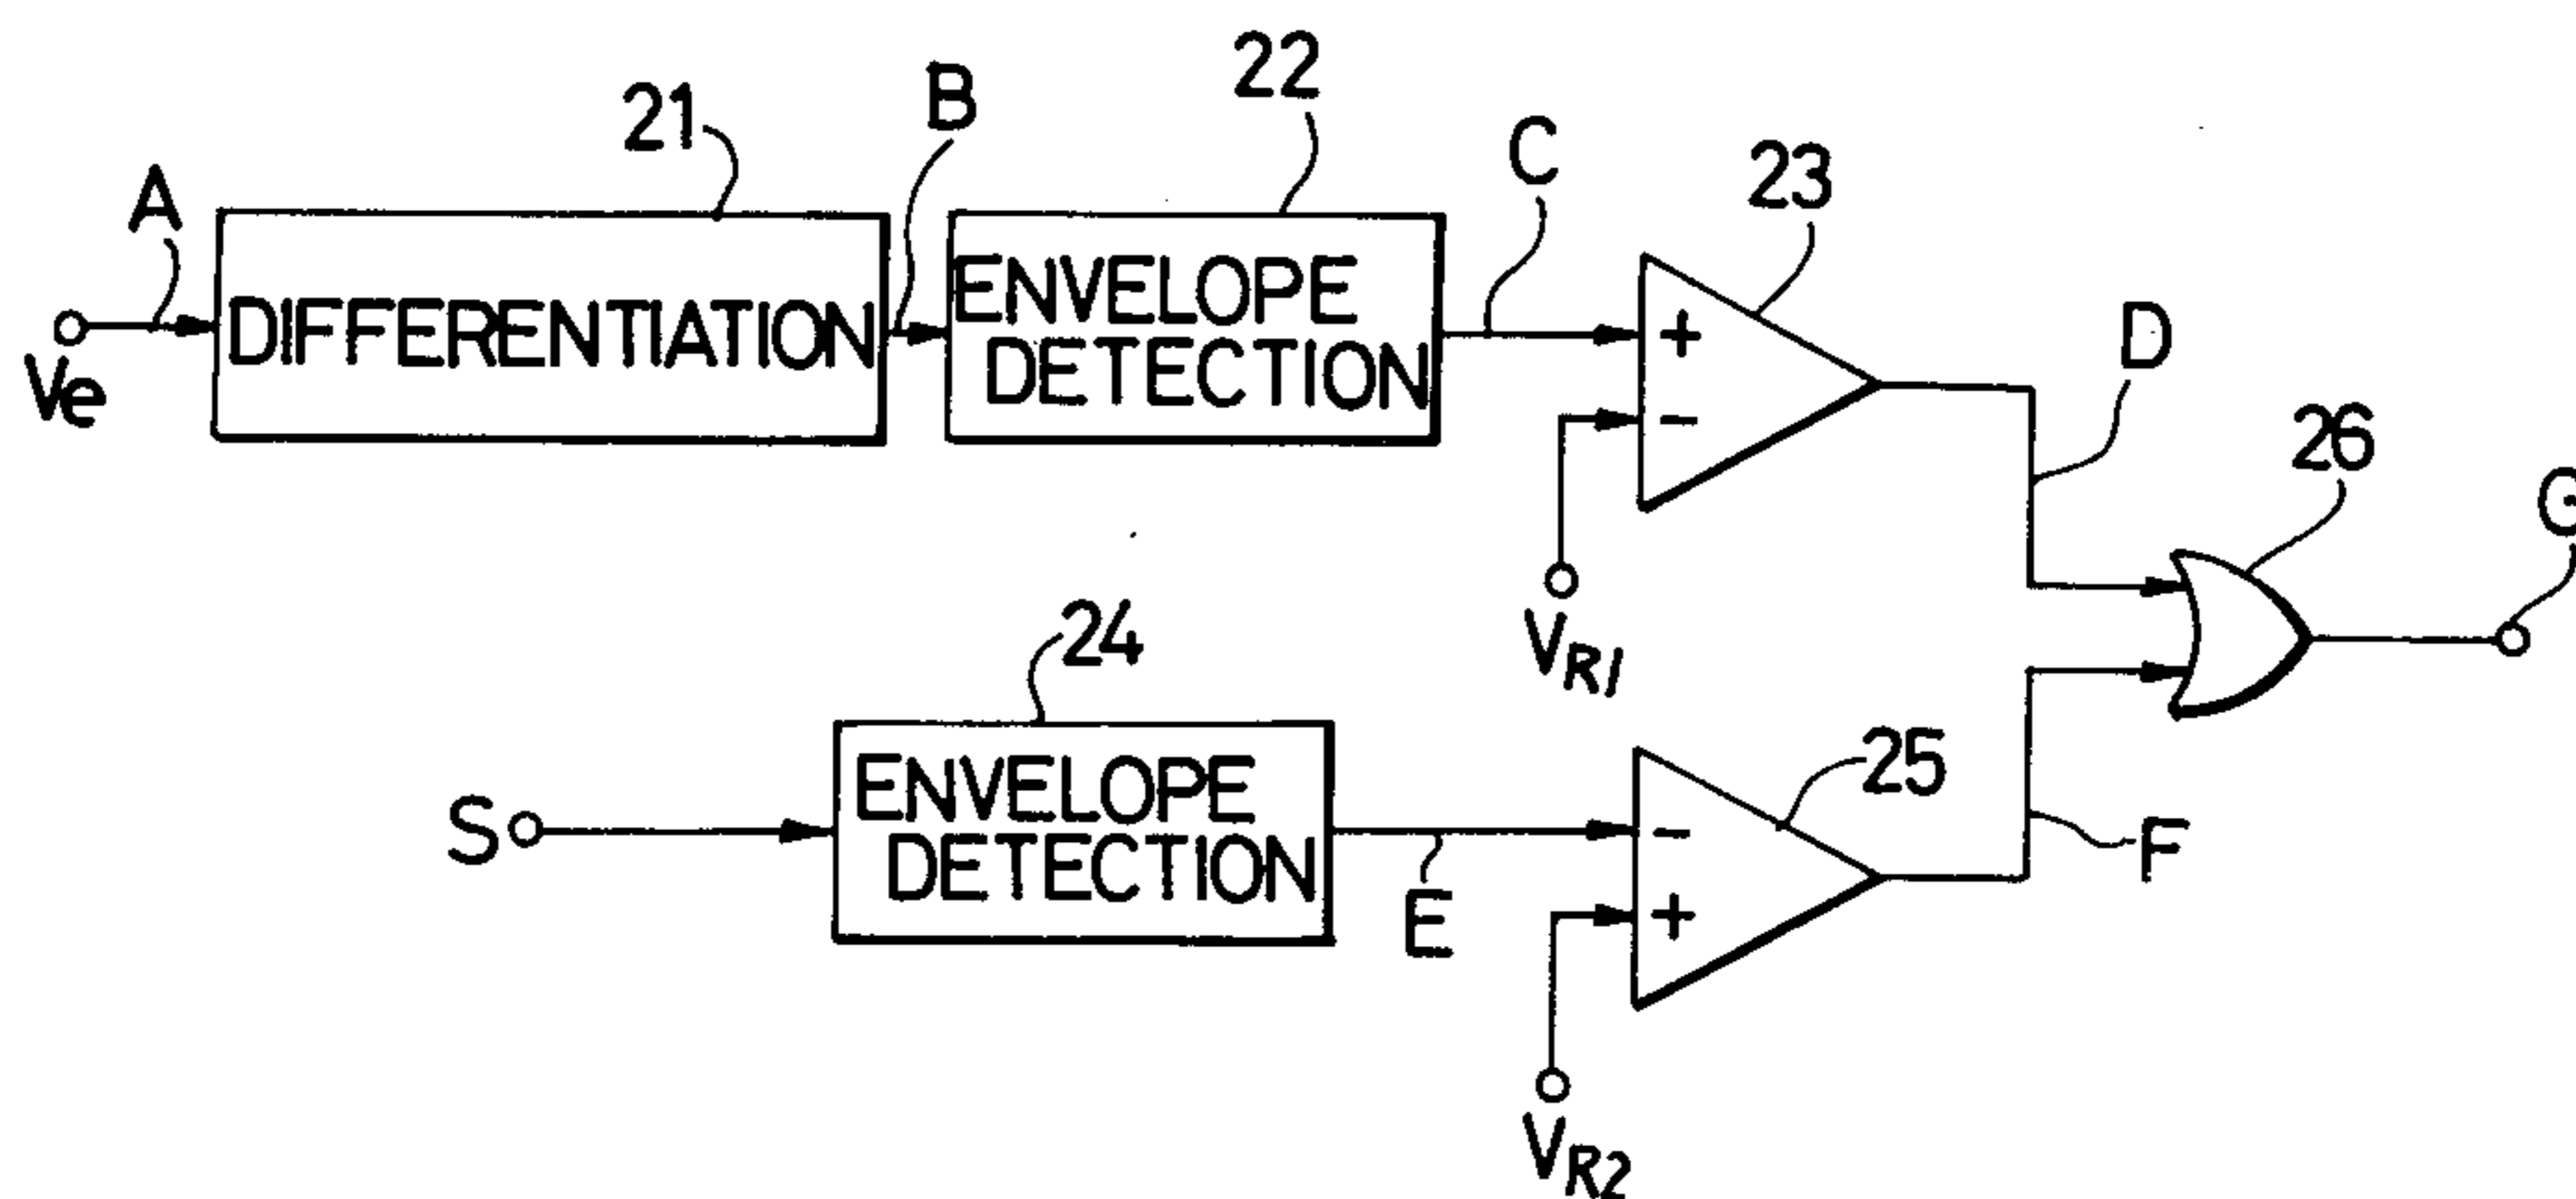 22
B
21
C
23
A
ENVELOPE
DETECTION
DIFFERENTIATION
+
Ve
D
-
26
G
VR1
24
25
ENVELOPE
DETECTION
S
-
F
E
+
VR2